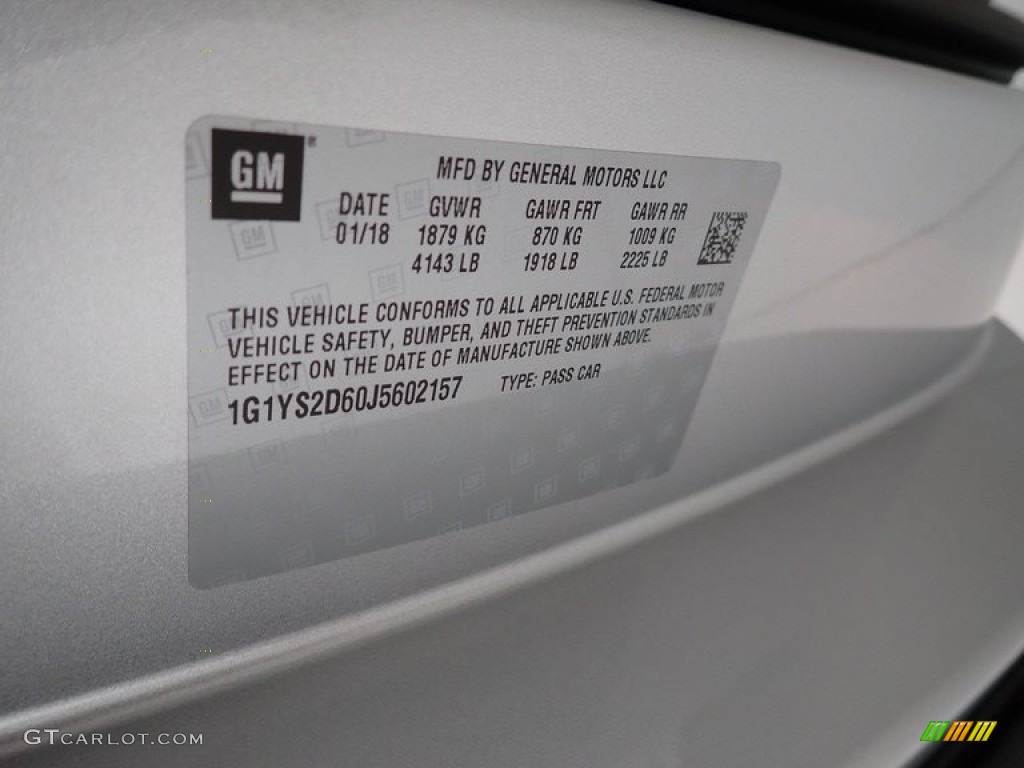 GM ®
MFD BY GENERAL MOTORS LLC
DATE GVWR GAWR FRT GAWR RR
01/18 1879 KG 870 KG 1009 KG
4143 LB 1918 LB 2225 LB
THIS VEHICLE CONFORMS TO ALL APPLICABLE U.S. FEDERAL MOTOR
VEHICLE SAFETY, BUMPER, AND THEFT PREVENTION STANDARDS IN
EFFECT ON THE DATE OF MANUFACTURE SHOWN ABOVE.
1G1YS2D60J5602157 TYPE: PASS CAR
GTCARLOT.COM